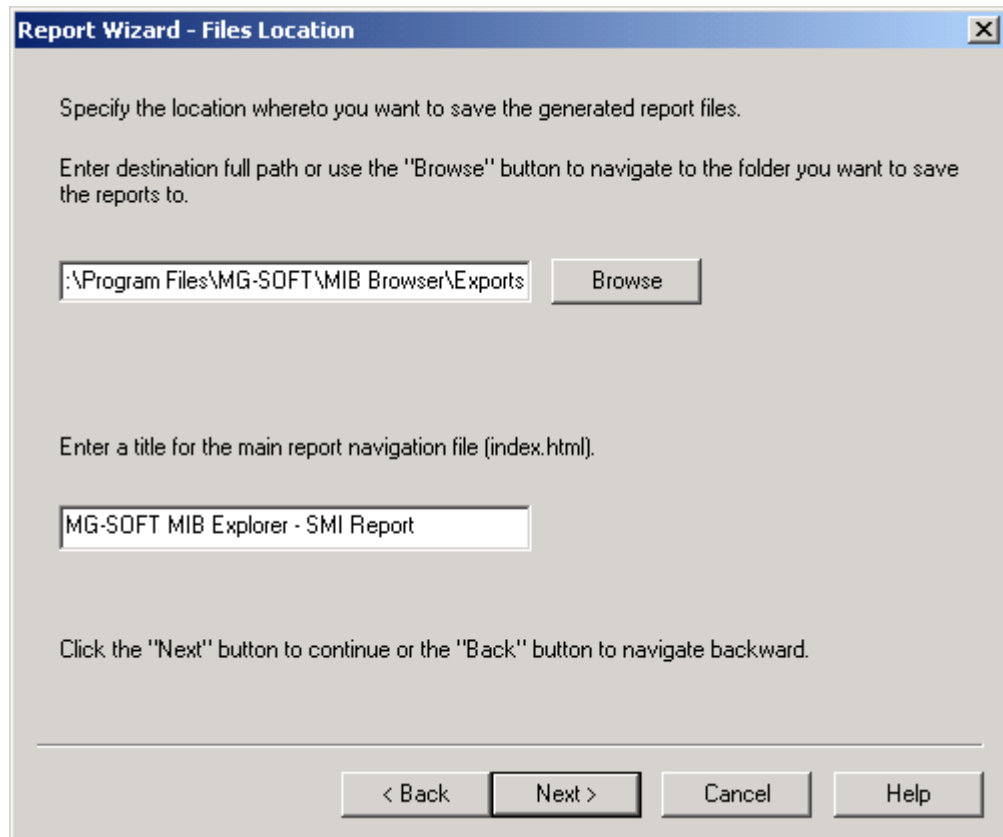 Report Wizard - Files Location
Specify the location whereto you want to save the generated report files.
Enter destination full path or use the "Browse" button to navigate to the folder you want to save
the reports to.
:\Program Files\MG-SOFT\MIB Browser\Exports
Browse
Enter a title for the main report navigation file (index.html).
MG-SOFT MIB Explorer - SMI Report
Click the "Next" button to continue or the "Back" button to navigate backward.
< Back
Next >
Cancel
Help